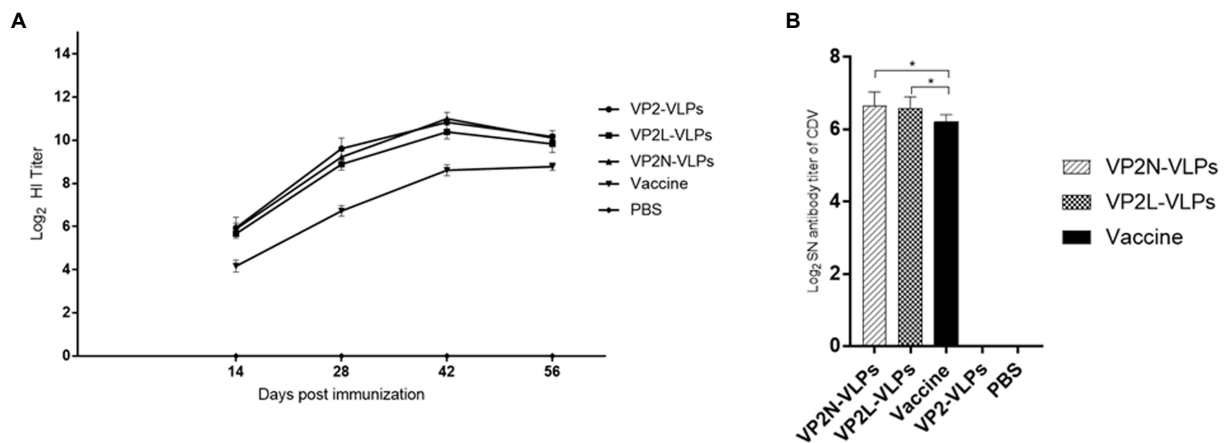 A
Log2 HI Titer
14
12
10
8
6
4
2
0
14 28 42 56
Days post immunization
VP2-VLPs
VP2L-VLPs
VP2N-VLPs
Vaccine
PBS
B
Log2 SN antibody titer of CDV
8
6
4
2
0
*
*
VP2N-VLPs
VP2L-VLPs
Vaccine
VP2-VLPs
PBS
VP2N-VLPs
VP2L-VLPs
Vaccine